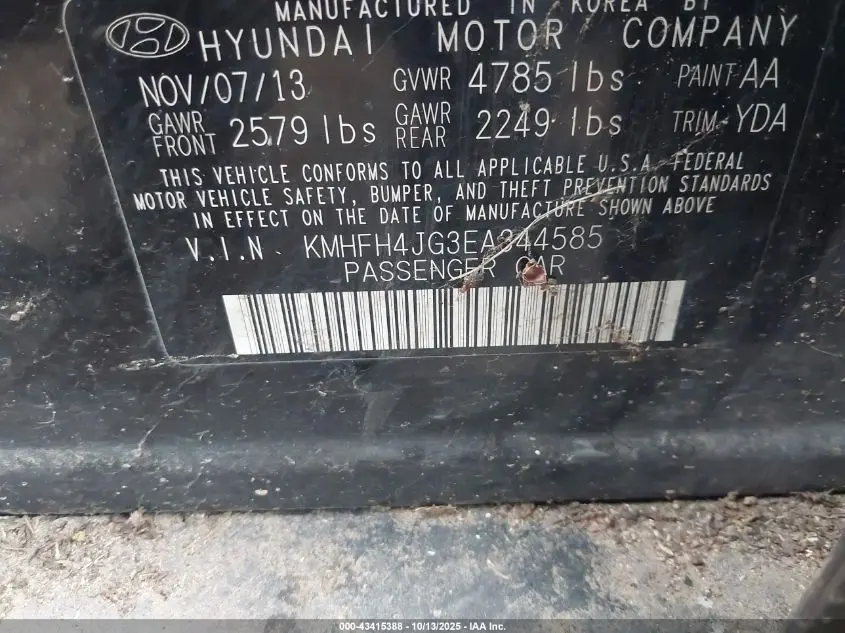 MANUFACTURED IN KOREA BY
HYUNDAI MOTOR COMPANY
NOV/07/13 GVWR 4785 lbs PAINT AA
GAWR FRONT 2579 lbs GAWR REAR 2249 lbs TRIM YDA
THIS VEHICLE CONFORMS TO ALL APPLICABLE U.S.A. FEDERAL
MOTOR VEHICLE SAFETY, BUMPER, AND THEFT PREVENTION STANDARDS
IN EFFECT ON THE DATE OF MANUFACTURE SHOWN ABOVE
V.I.N KMHFH4JG3EA344585
PASSENGER CAR
000-43415388 - 10/13/2025 - IAA Inc.